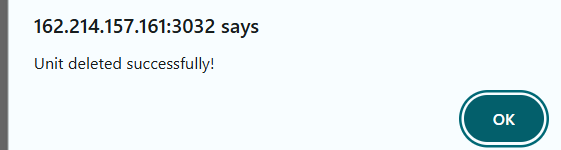 162.214.157.161:3032 says
Unit deleted successfully!
OK